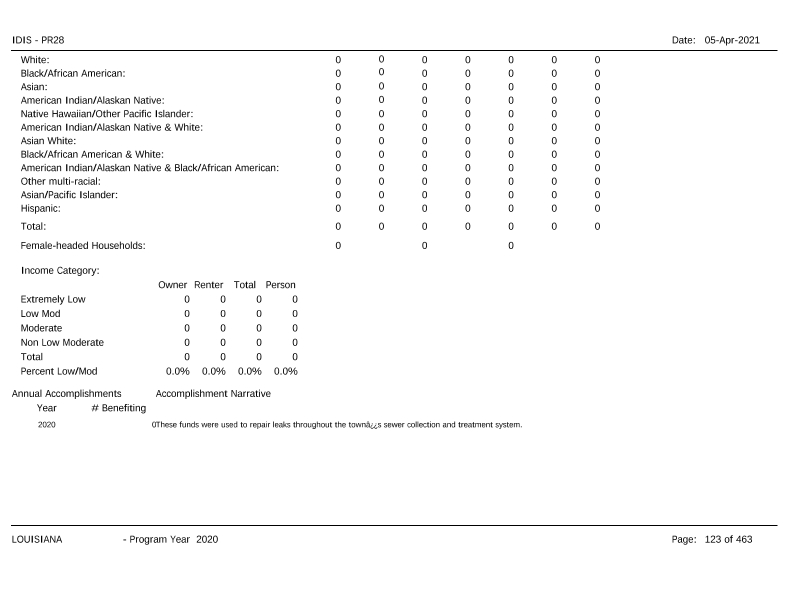 IDIS - PR28 Date: 05-Apr-2021
White: 0 0 0 0 0 0 0
Black/African American: 0 0 0 0 0 0 0
Asian: 0 0 0 0 0 0 0
American Indian/Alaskan Native: 0 0 0 0 0 0 0
Native Hawaiian/Other Pacific Islander: 0 0 0 0 0 0 0
American Indian/Alaskan Native & White: 0 0 0 0 0 0 0
Asian White: 0 0 0 0 0 0 0
Black/African American & White: 0 0 0 0 0 0 0
American Indian/Alaskan Native & Black/African American: 0 0 0 0 0 0 0
Other multi-racial: 0 0 0 0 0 0 0
Asian/Pacific Islander: 0 0 0 0 0 0 0
Hispanic: 0 0 0 0 0 0 0
Total: 0 0 0 0 0 0 0
Female-headed Households: 0 0 0
Income Category:
Owner Renter Total Person
Extremely Low 0 0 0 0
Low Mod 0 0 0 0
Moderate 0 0 0 0
Non Low Moderate 0 0 0 0
Total 0 0 0 0
Percent Low/Mod 0.0% 0.0% 0.0% 0.0%
Annual Accomplishments Accomplishment Narrative
Year # Benefiting
2020 0These funds were used to repair leaks throughout the townâ¿¿s sewer collection and treatment system.
LOUISIANA - Program Year 2020 Page: 123 of 463